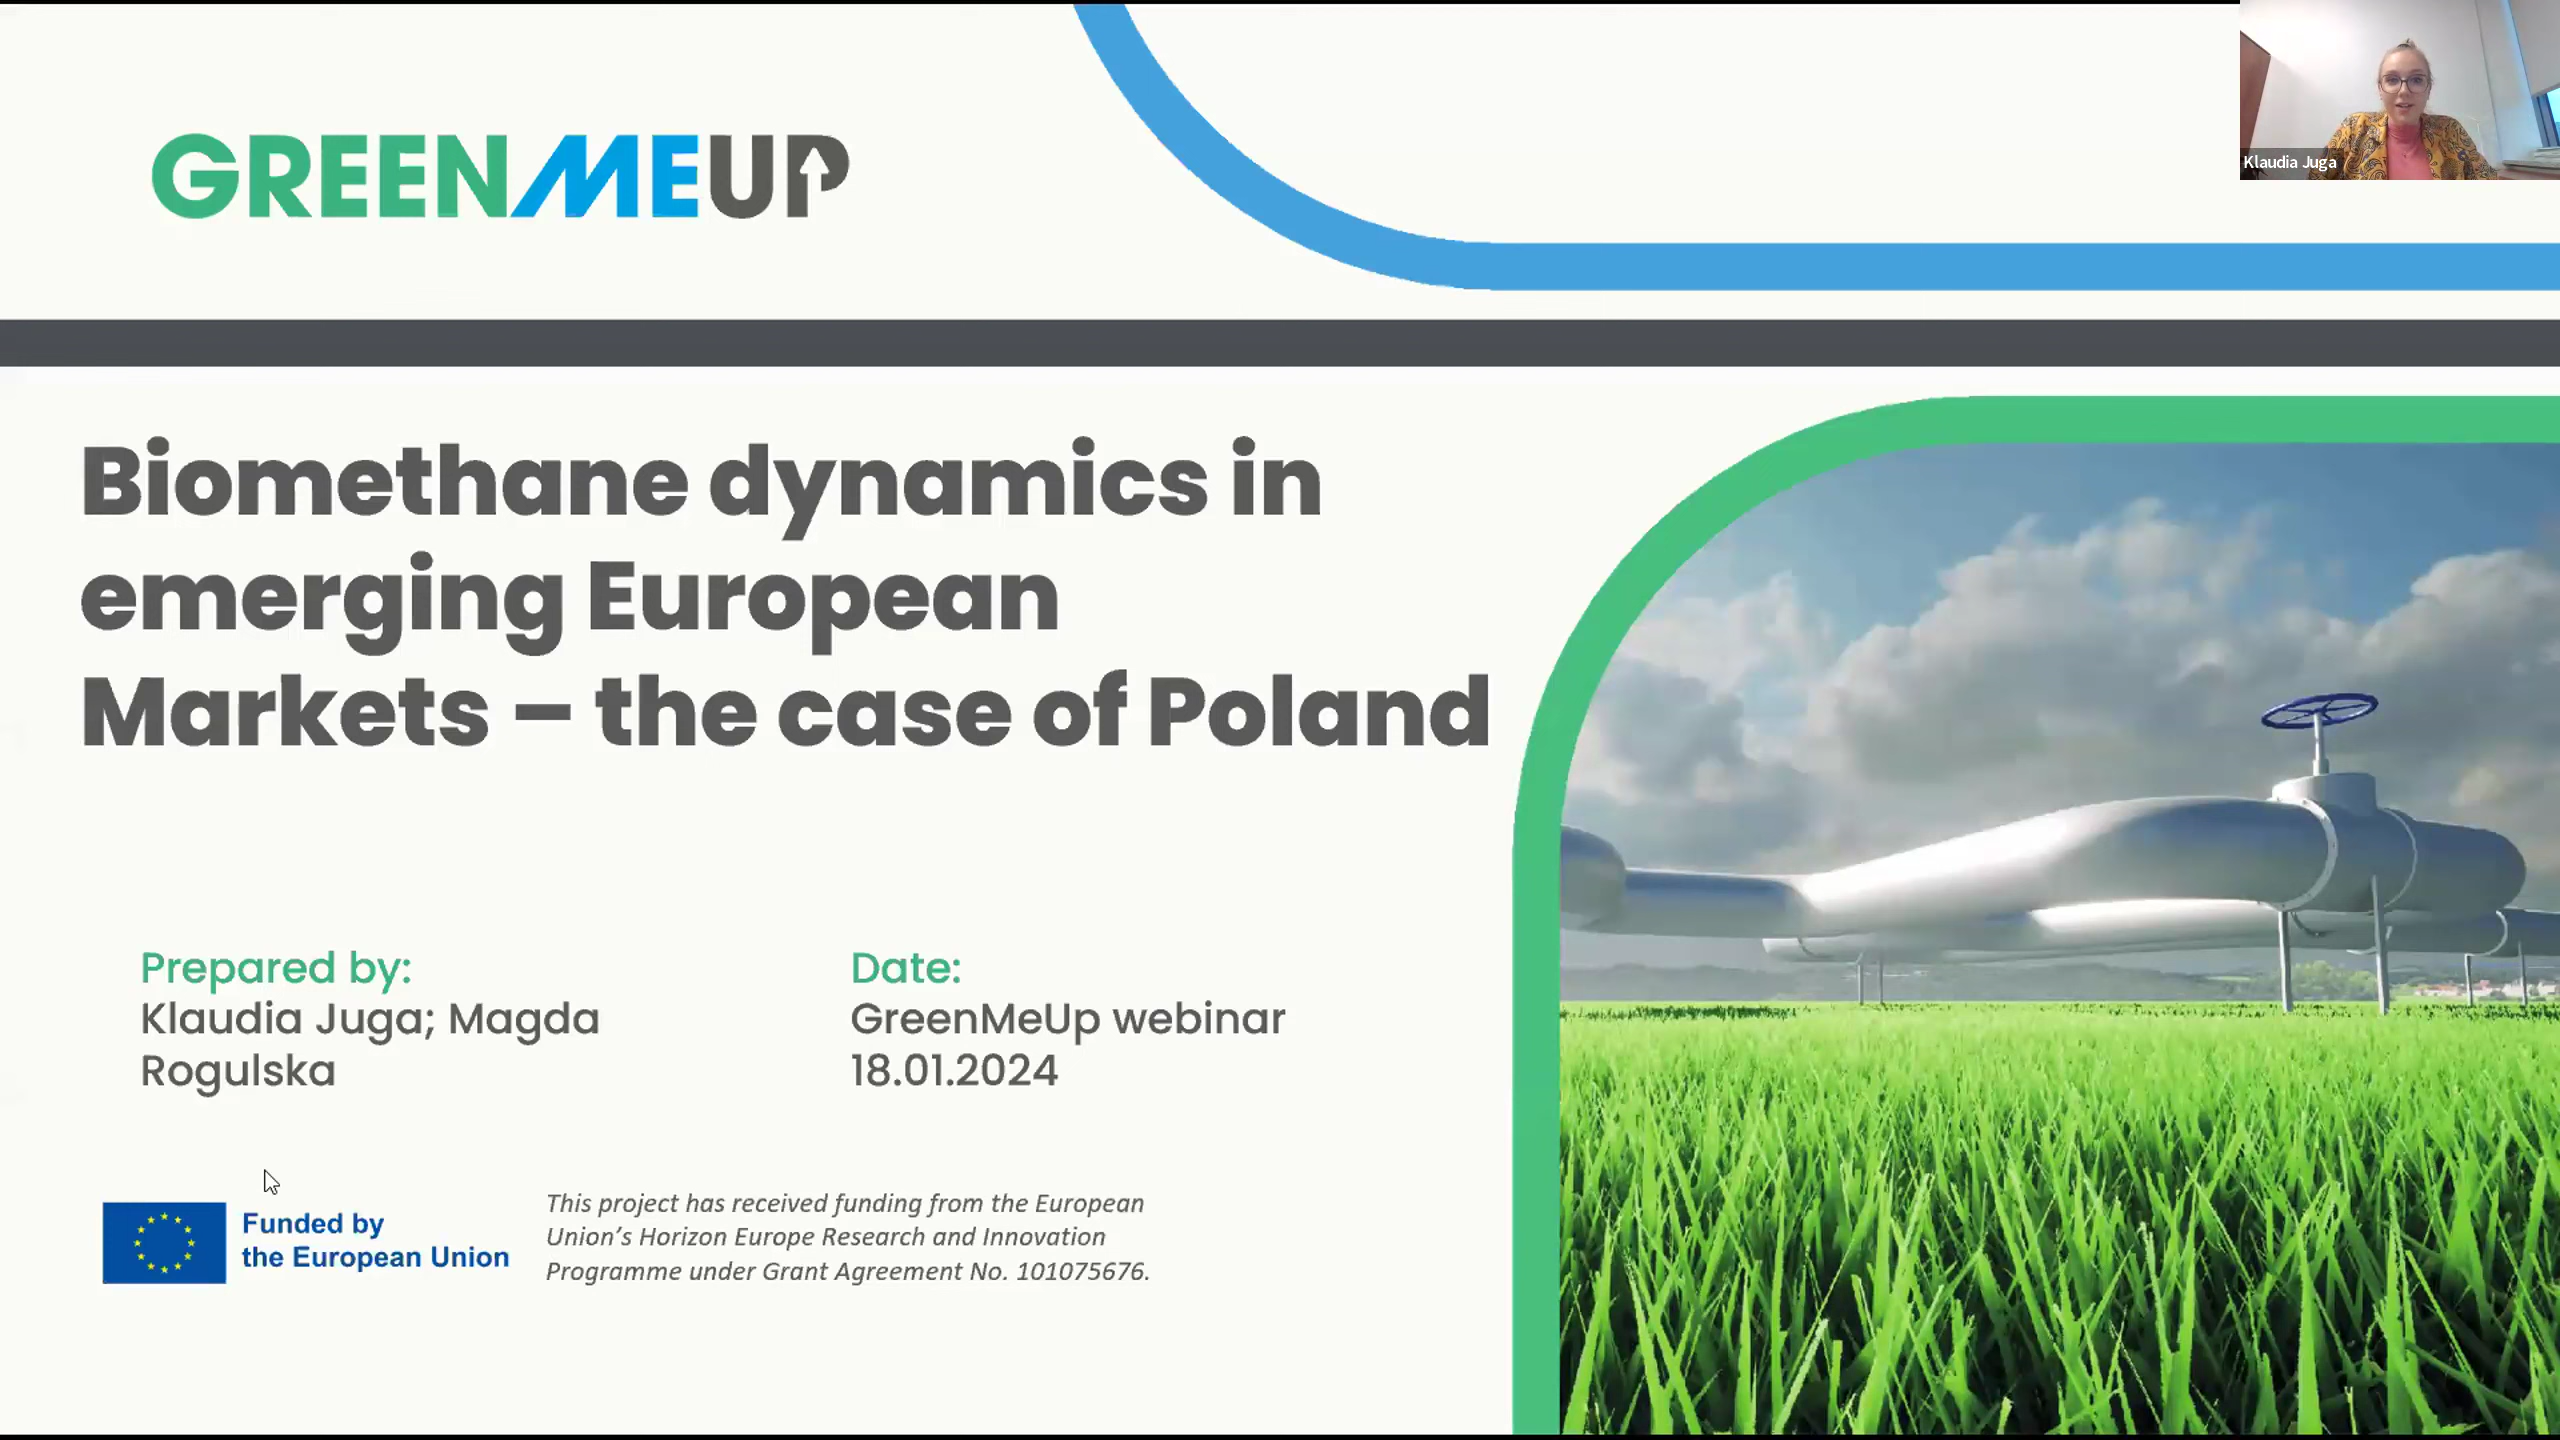 GREENMEUP
Klaudia Juga
Biomethane dynamics in
emerging European
Markets – the case of Poland
Prepared by:
Klaudia Juga; Magda
Rogulska
Date:
GreenMeUp webinar
18.01.2024
Funded by
the European Union
This project has received funding from the European
Union’s Horizon Europe Research and Innovation
Programme under Grant Agreement No. 101075676.